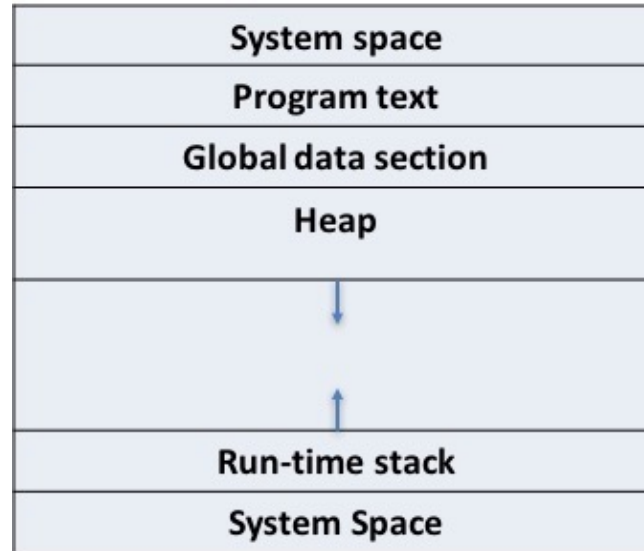 System space
Program text
Global data section
Heap
Run-time stack
System Space